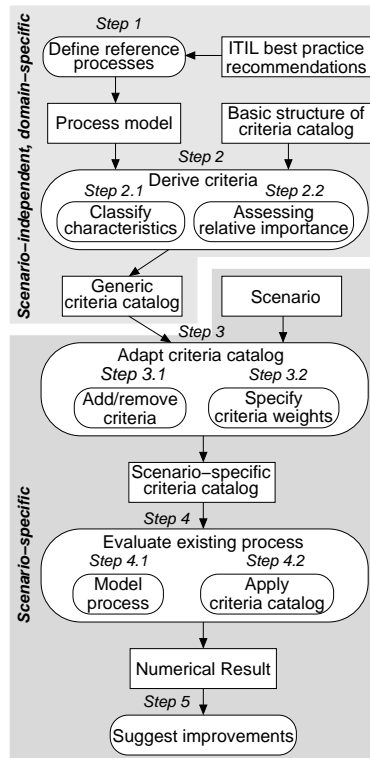 Step 1
Define reference
processes
ITIL best practice
recommendations
Process model
Basic structure of
criteria catalog
Step 2
Derive criteria
Step 2.1
Classify
characteristics
Step 2.2
Assessing
relative importance
Generic
criteria catalog
Scenario
Step 3
Adapt criteria catalog
Step 3.1
Add/remove
criteria
Step 3.2
Specify
criteria weights
Scenario–specific
criteria catalog
Step 4
Evaluate existing process
Step 4.1
Model
process
Step 4.2
Apply
criteria catalog
Numerical Result
Step 5
Suggest improvements
Scenario–independent, domain–specific
Scenario–specific